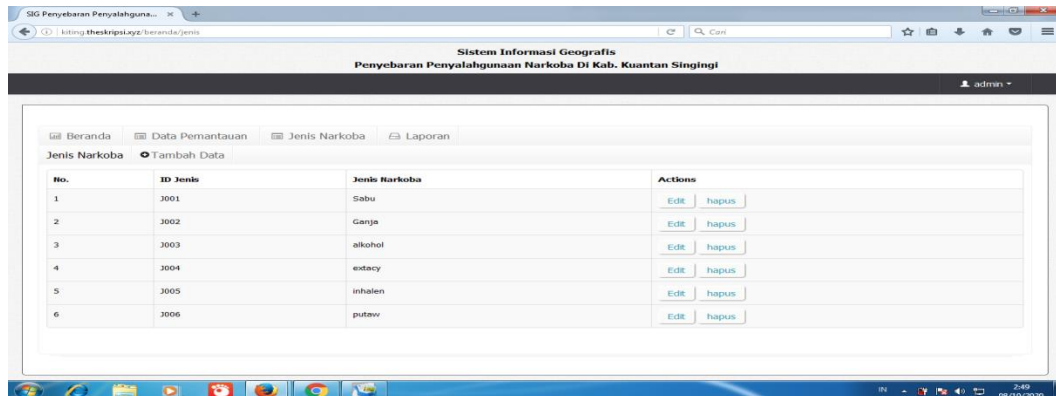 SIG Penyebaran Penyalahguna...
kiting.theskripsi.xyz/beranda/jenis
Cari
Sistem Informasi Geografis
Penyebaran Penyalahgunaan Narkoba Di Kab. Kuantan Singingi
admin
Beranda Data Pemantauan Jenis Narkoba Laporan
Jenis Narkoba Tambah Data
No. ID Jenis Jenis Narkoba Actions
1 J001 Sabu Edit hapus
2 J002 Ganja Edit hapus
3 J003 alkohol Edit hapus
4 J004 extacy Edit hapus
5 J005 inhalen Edit hapus
6 J006 putaw Edit hapus
IN 2:49
08/10/2020